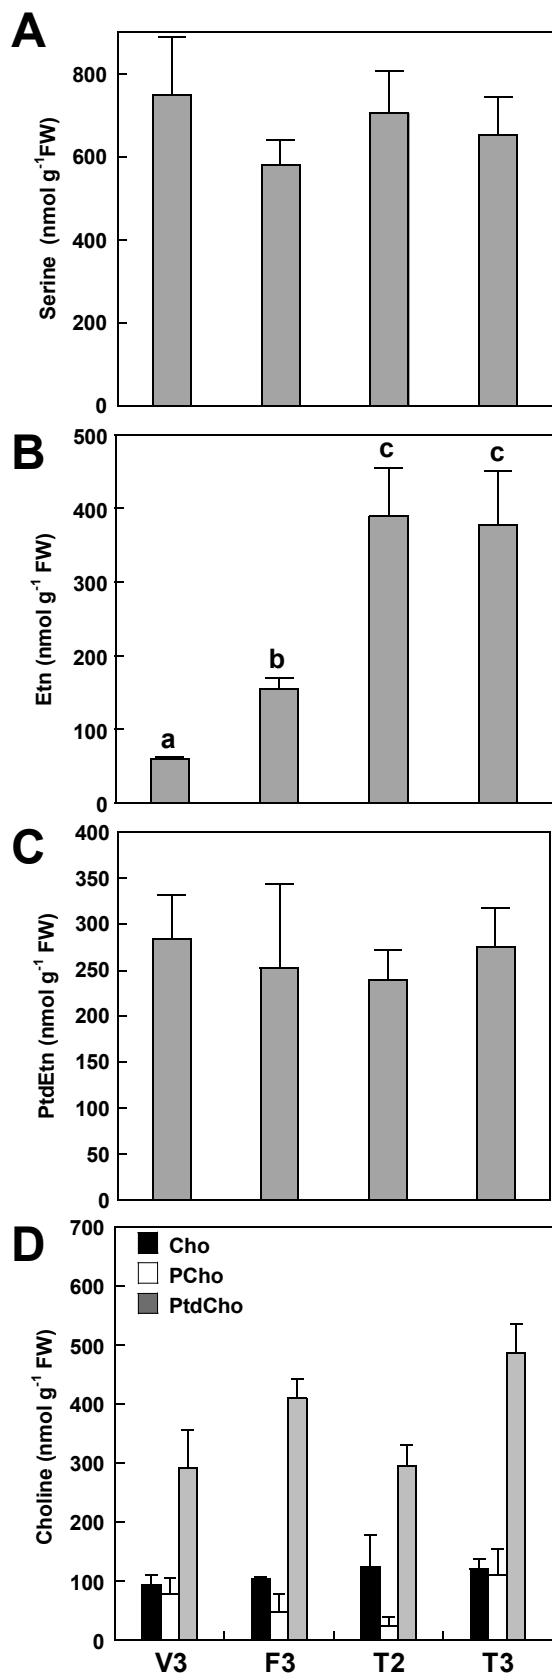 A
Serine (nmol g⁻¹FW)
800
600
400
200
0
B
Etn (nmol g⁻¹ FW)
500
400
300
200
100
0
a
b
c
c
C
PtdEtn (nmol g⁻¹ FW)
400
350
300
250
200
150
100
50
0
D
Choline (nmol g⁻¹ FW)
700
600
500
400
300
200
100
0
Cho
PCho
PtdCho
V3 F3 T2 T3